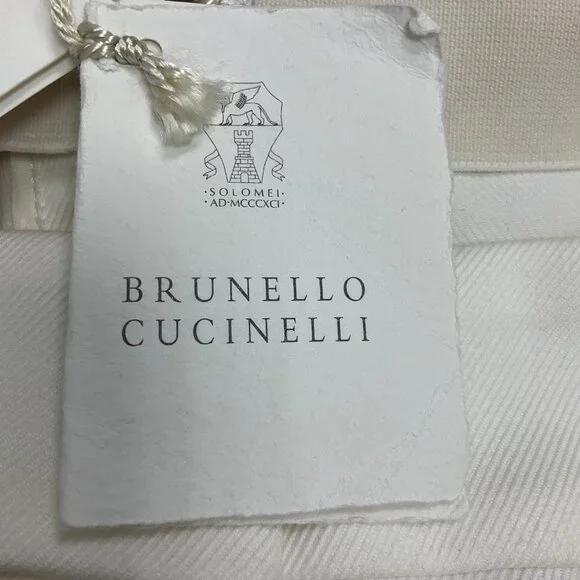 ·SOLOMEI·
·AD·MCCCXCI·
BRUNELLO
CUCINELLI